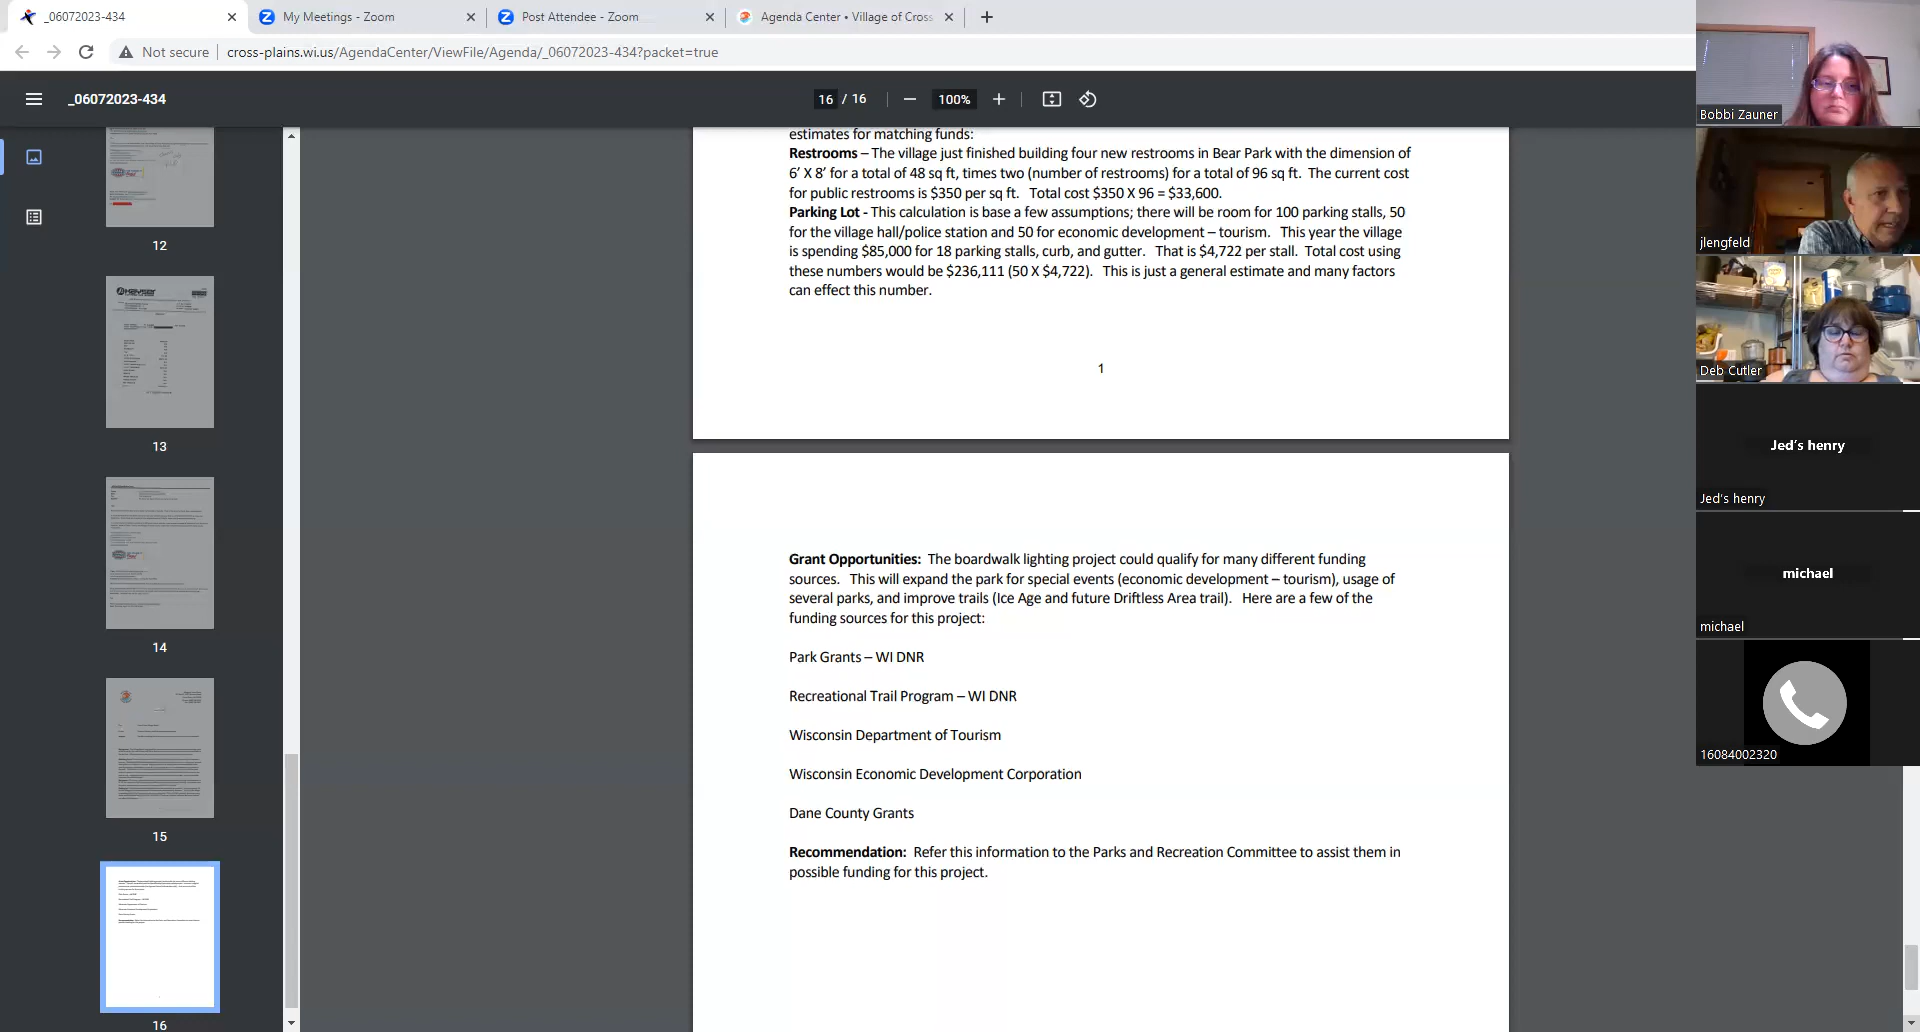 _06072023-434
My Meetings - Zoom
Post Attendee - Zoom
Agenda Center • Village of Cross
Not secure
cross-plains.wi.us/AgendaCenter/ViewFile/Agenda/_06072023-434?packet=true
_06072023-434
16 / 16
100%
12
13
14
15
16
estimates for matching funds:
Restrooms – The village just finished building four new restrooms in Bear Park with the dimension of
6’ X 8’ for a total of 48 sq ft, times two (number of restrooms) for a total of 96 sq ft. The current cost
for public restrooms is $350 per sq ft. Total cost $350 X 96 = $33,600.
Parking Lot - This calculation is base a few assumptions; there will be room for 100 parking stalls, 50
for the village hall/police station and 50 for economic development – tourism. This year the village
is spending $85,000 for 18 parking stalls, curb, and gutter. That is $4,722 per stall. Total cost using
these numbers would be $236,111 (50 X $4,722). This is just a general estimate and many factors
can effect this number.
1
Grant Opportunities: The boardwalk lighting project could qualify for many different funding
sources. This will expand the park for special events (economic development – tourism), usage of
several parks, and improve trails (Ice Age and future Driftless Area trail). Here are a few of the
funding sources for this project:
Park Grants – WI DNR
Recreational Trail Program – WI DNR
Wisconsin Department of Tourism
Wisconsin Economic Development Corporation
Dane County Grants
Recommendation: Refer this information to the Parks and Recreation Committee to assist them in
possible funding for this project.
Bobbi Zauner
jlengfeld
Deb Cutler
Jed's henry
Jed's henry
michael
michael
16084002320